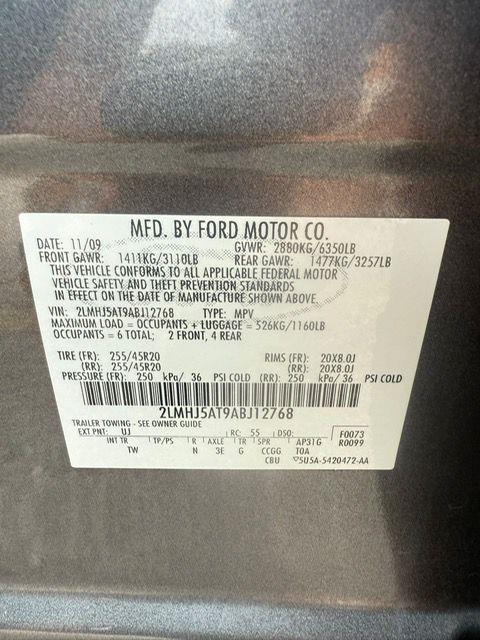 MFD. BY FORD MOTOR CO.
DATE: 11/09 GVWR: 2880KG/6350LB
FRONT GAWR: 1411KG/3110LB REAR GAWR: 1477KG/3257LB
THIS VEHICLE CONFORMS TO ALL APPLICABLE FEDERAL MOTOR
VEHICLE SAFETY AND THEFT PREVENTION STANDARDS
IN EFFECT ON THE DATE OF MANUFACTURE SHOWN ABOVE.
VIN: 2LMHJ5AT9ABJ12768 TYPE: MPV
MAXIMUM LOAD = OCCUPANTS + LUGGAGE = 526KG/1160LB
OCCUPANTS = 6 TOTAL; 2 FRONT, 4 REAR
TIRE (FR): 255/45R20 RIMS (FR): 20X8.0J
(RR): 255/45R20 (RR): 20X8.0J
PRESSURE (FR): 250 kPa/ 36 PSI COLD (RR): 250 kPa/ 36 PSI COLD
2LMHJ5AT9ABJ12768
TRAILER TOWING - SEE OWNER GUIDE
EXT PNT: UJ RC: 55 DSO: F0073
INT TR TP/PS R AXLE TR SPR AP31G R0099
TW N 3E G CCGG TOA
CBU 5U5A-5420472-AA